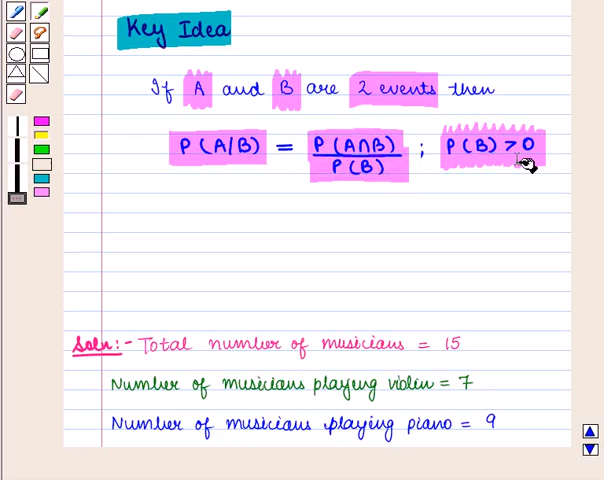 Key Idea
If A and B are 2 events then
P(A/B) = P(A∩B)/P(B) ; P(B) > 0
Soln:- Total number of musicians = 15
Number of musicians playing violin = 7
Number of musicians playing piano = 9